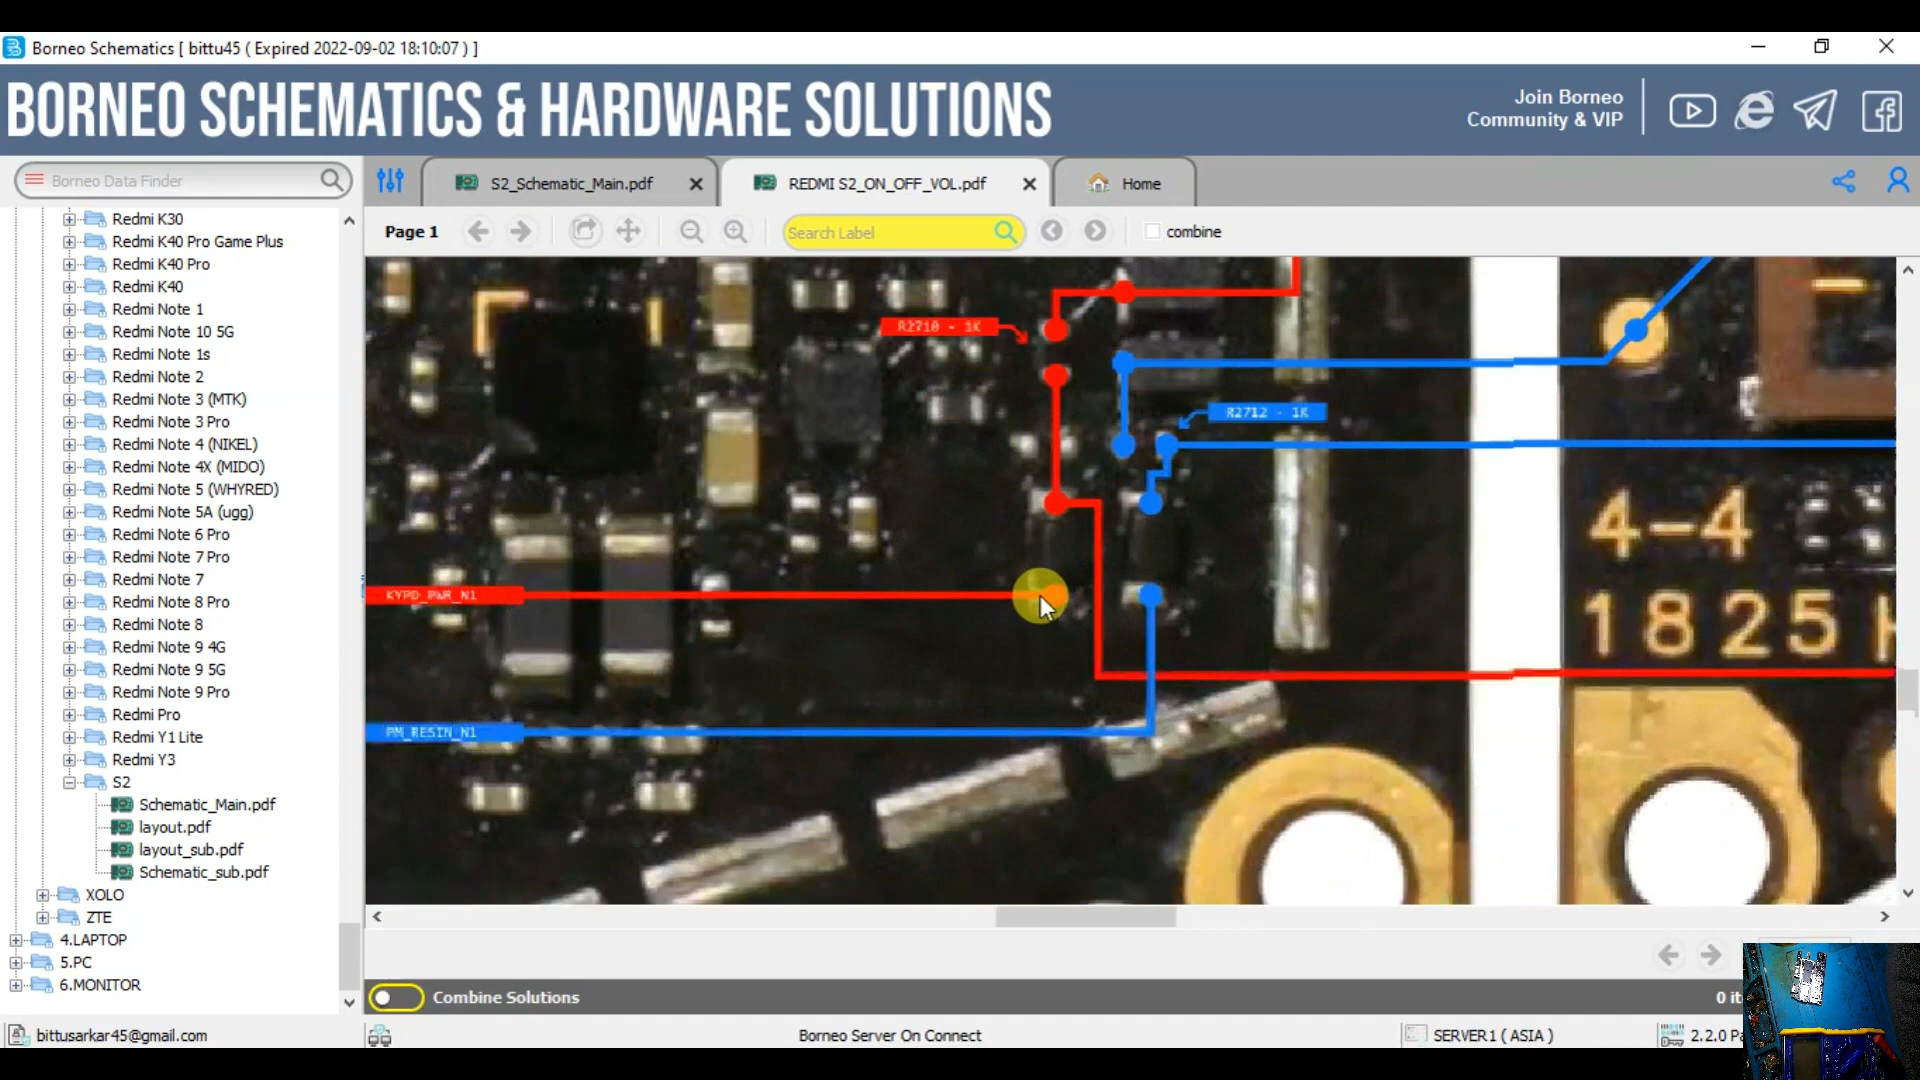 Borneo Schematics [ bittu45 ( Expired 2022-09-02 18:10:07 ) ]
BORNEO SCHEMATICS & HARDWARE SOLUTIONS
Join Borneo
Community & VIP
Borneo Data Finder
S2_Schematic_Main.pdf
REDMI S2_ON_OFF_VOL.pdf
Home
Page 1
Search Label
combine
Redmi K30
Redmi K40 Pro Game Plus
Redmi K40 Pro
Redmi K40
Redmi Note 1
Redmi Note 10 5G
Redmi Note 1s
Redmi Note 2
Redmi Note 3 (MTK)
Redmi Note 3 Pro
Redmi Note 4 (NIKEL)
Redmi Note 4X (MIDO)
Redmi Note 5 (WHYRED)
Redmi Note 5A (ugg)
Redmi Note 6 Pro
Redmi Note 7 Pro
Redmi Note 7
Redmi Note 8 Pro
Redmi Note 8
Redmi Note 9 4G
Redmi Note 9 5G
Redmi Note 9 Pro
Redmi Pro
Redmi Y1 Lite
Redmi Y3
S2
Schematic_Main.pdf
layout.pdf
layout_sub.pdf
Schematic_sub.pdf
XOLO
ZTE
4.LAPTOP
5.PC
6.MONITOR
R2710 - 1K
R2712 - 1K
KYPD_PWR_N1
PM_RESIN_N1
4-4
1825
Combine Solutions
0
bittusarkar45@gmail.com
Borneo Server On Connect
SERVER1 ( ASIA )
2.2.0